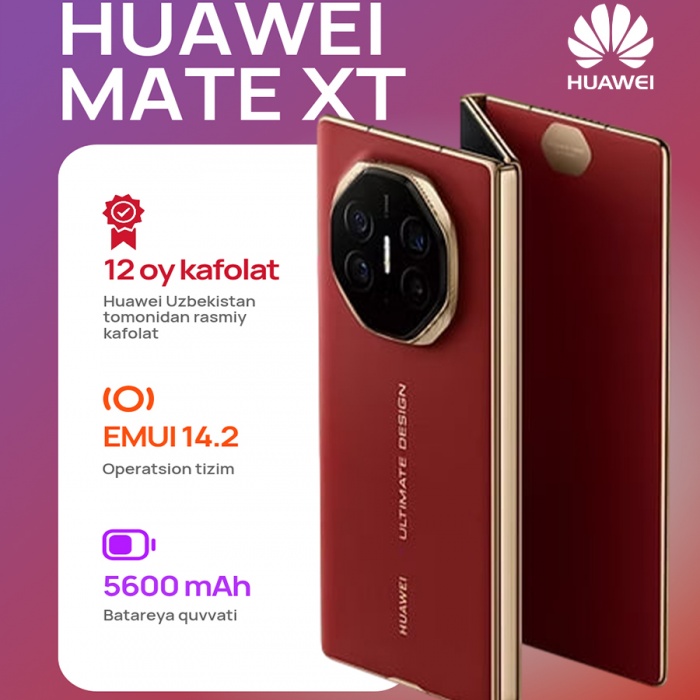 HUAWEI
MATE XT
HUAWEI
12 oy kafolat
Huawei Uzbekistan
tomonidan rasmiy
kafolat
EMUI 14.2
Operatsion tizim
5600 mAh
Batareya quvvati
HUAWEI ULTIMATE DESIGN